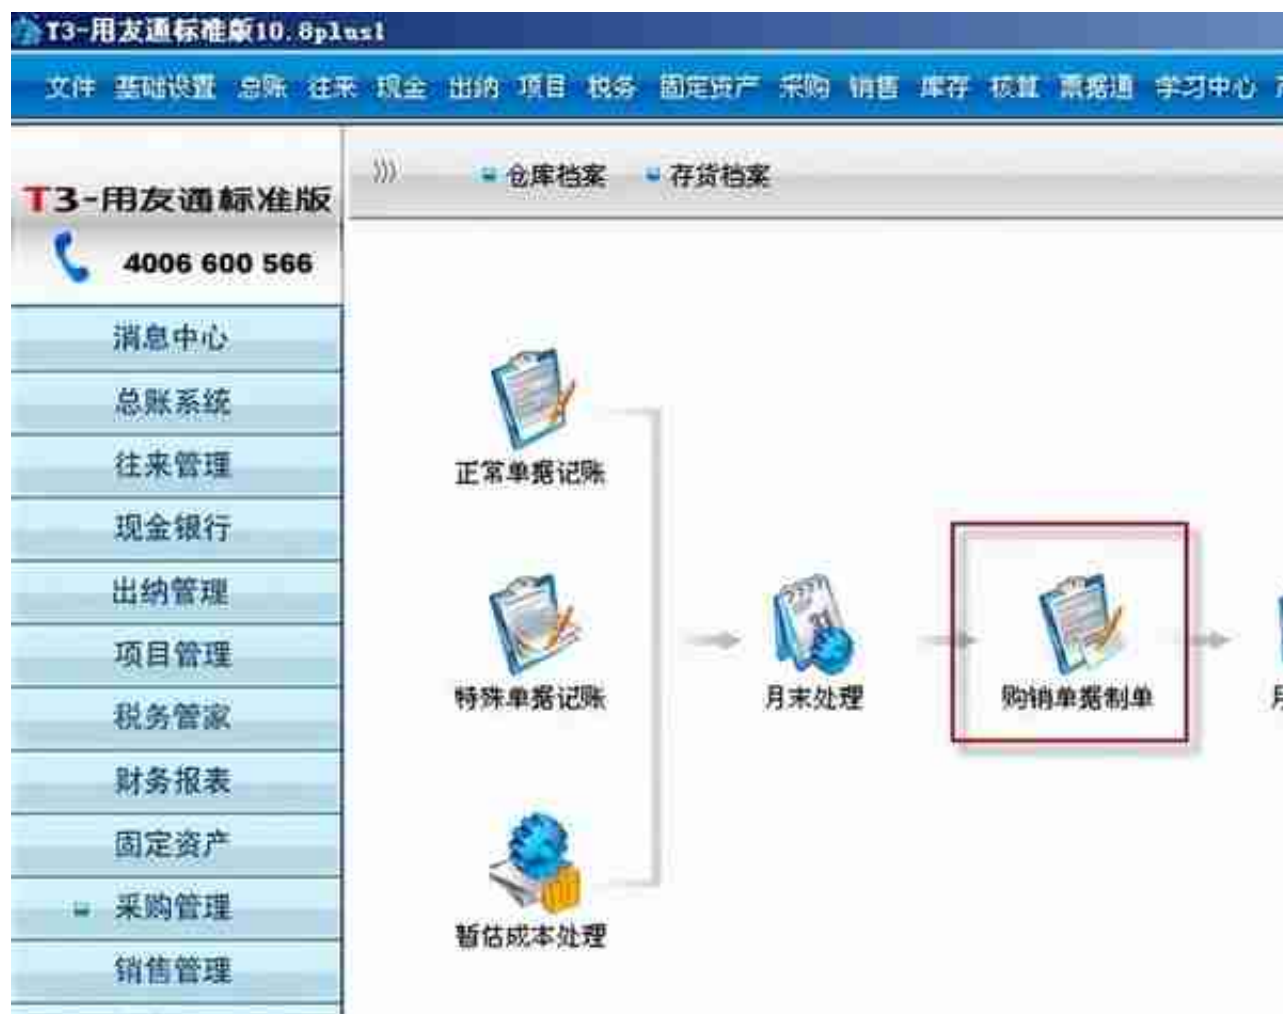 T3-用友通标准版10.8plus1
文件 基础设置 总账 往来 现金 出纳 项目 税务 固定资产 采购 销售 库存 核算 票据通 学习中心
T3-用友通标准版
4006 600 566
仓库档案 存货档案
消息中心
总账系统
往来管理
现金银行
出纳管理
项目管理
税务管家
财务报表
固定资产
采购管理
销售管理
正常单据记账
特殊单据记账
月末处理
购销单据制单
月
暂估成本处理